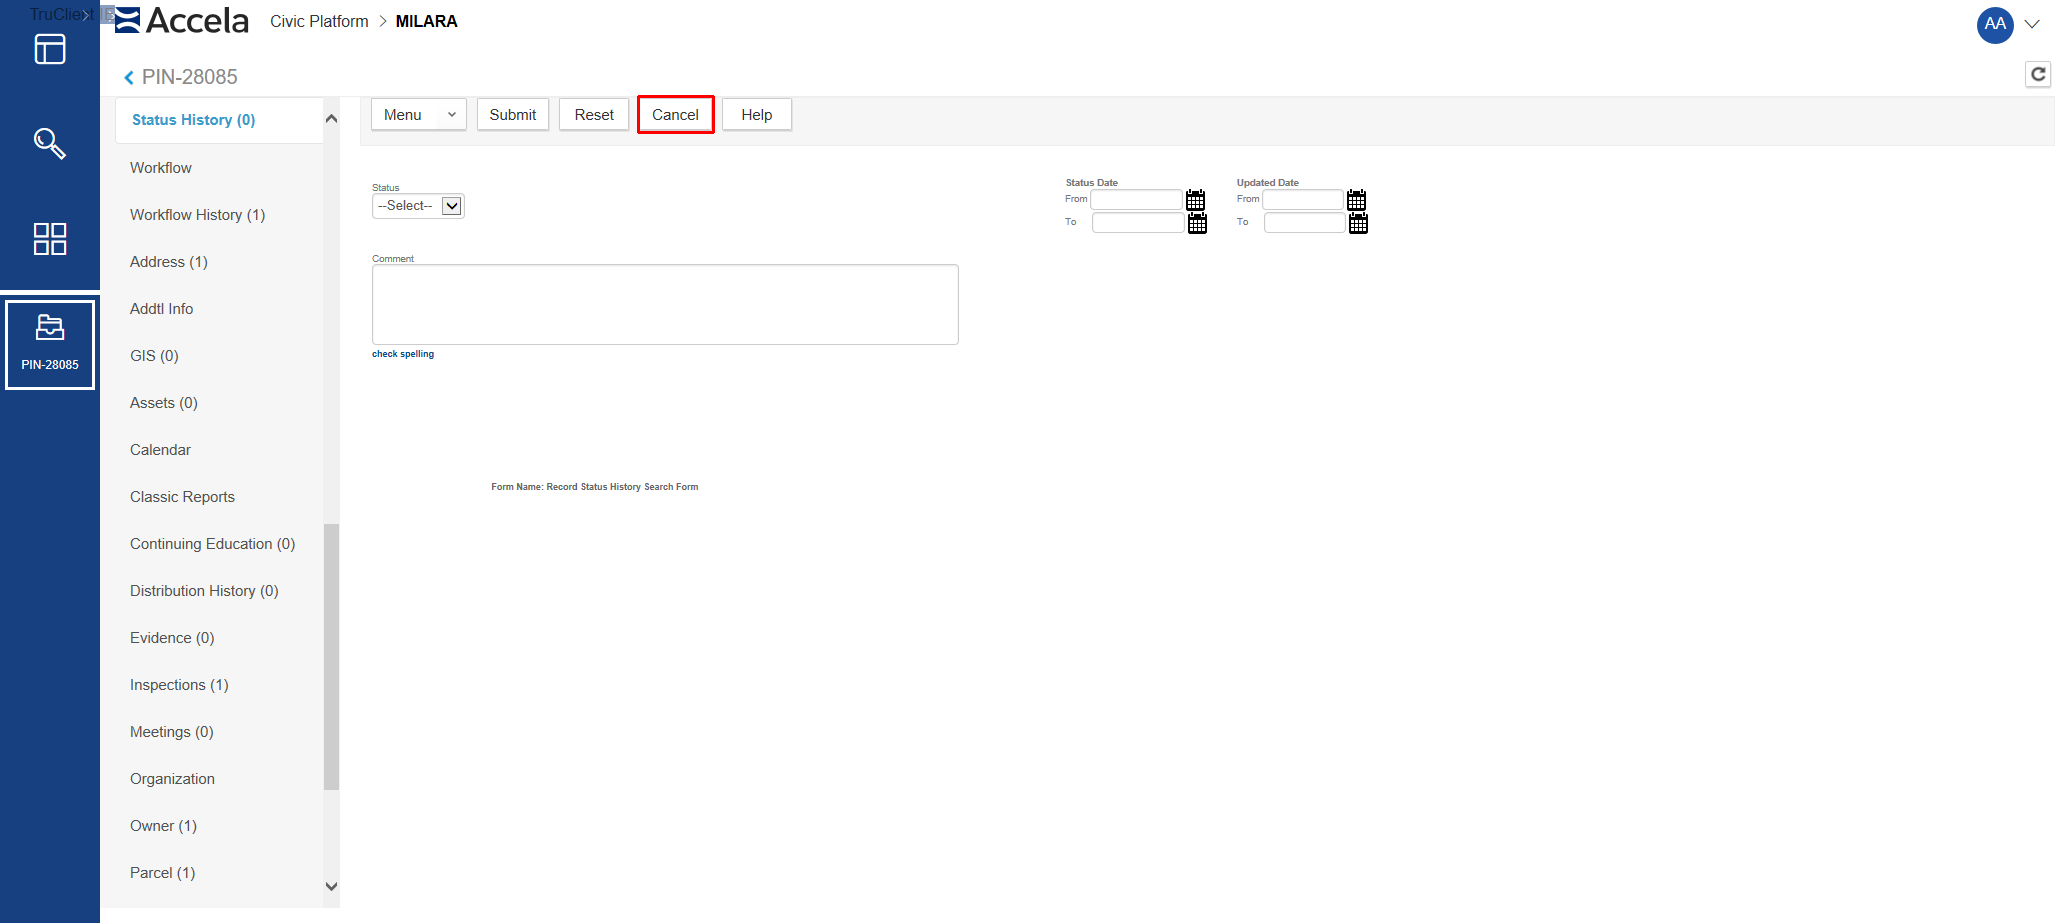 TruClient
Accela
Civic Platform > MILARA
AA
PIN-28085
PIN-28085
Status History (0)
Workflow
Workflow History (1)
Address (1)
Addtl Info
GIS (0)
Assets (0)
Calendar
Classic Reports
Continuing Education (0)
Distribution History (0)
Evidence (0)
Inspections (1)
Meetings (0)
Organization
Owner (1)
Parcel (1)
Menu Submit Reset Cancel Help
Status
--Select--
Status Date
From
To
Updated Date
From
To
Comment
check spelling
Form Name: Record Status History Search Form